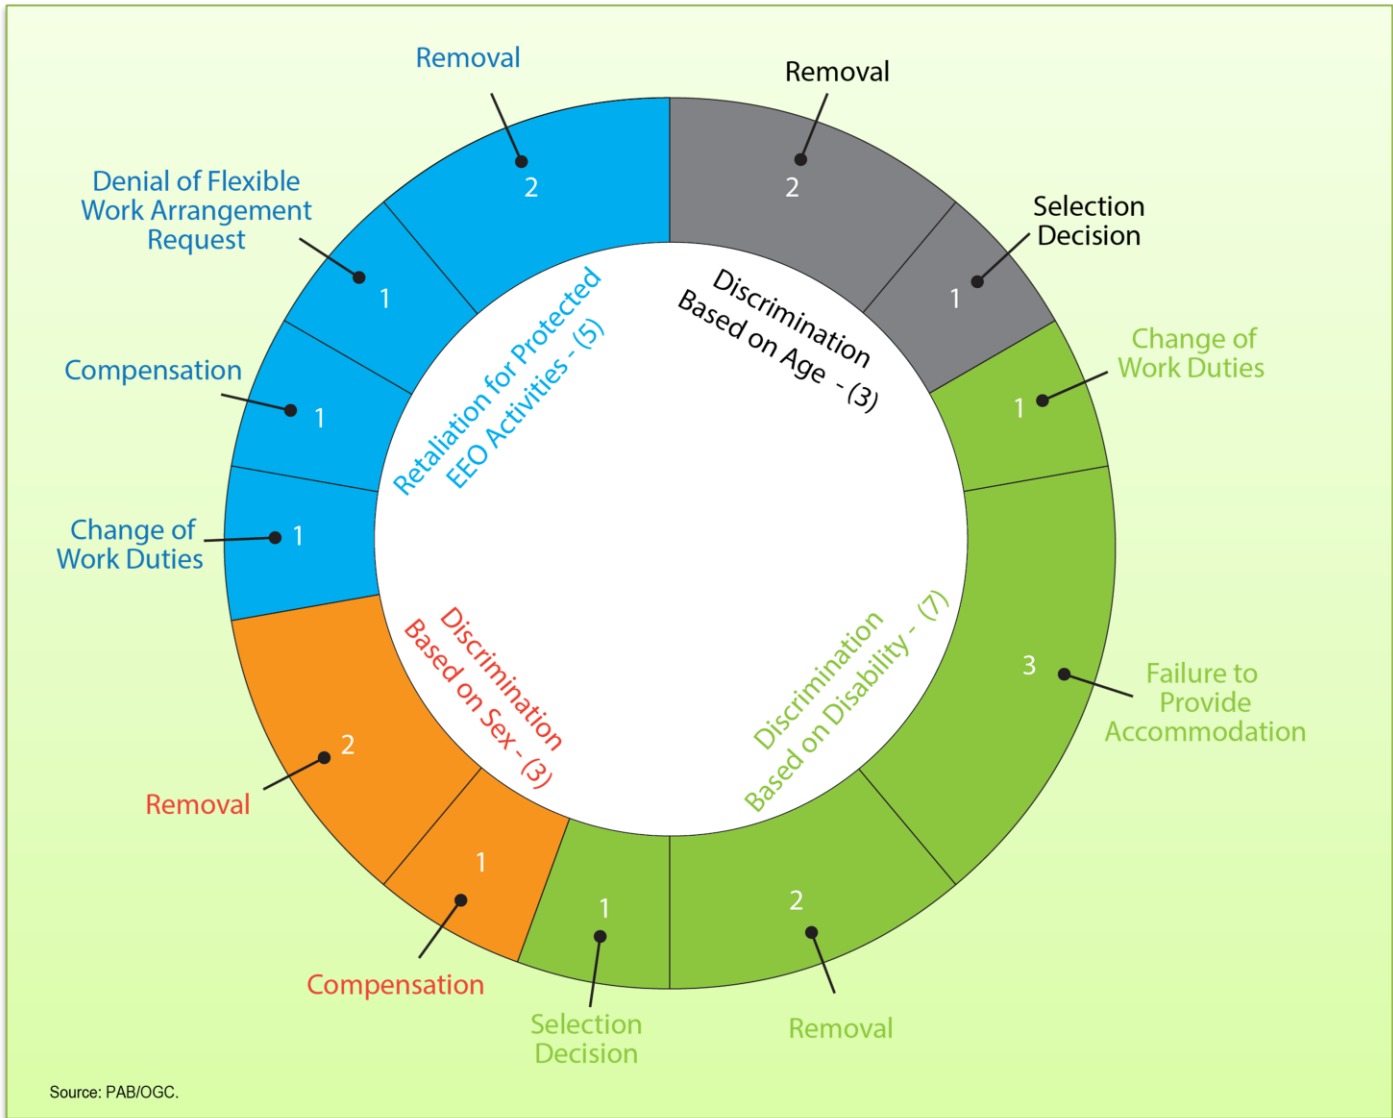 Removal
2
Removal
2
Selection
Decision
1
Discrimination
Based on Age - (3)
Change of
Work Duties
1
Failure to
Provide
Accommodation
3
Removal
2
Selection
Decision
1
Discrimination
Based on Disability - (7)
Compensation
1
Removal
2
Discrimination
Based on Sex - (3)
Change of
Work Duties
1
Compensation
1
Denial of Flexible
Work Arrangement
Request
1
Retaliation for Protected
EEO Activities - (5)
Source: PAB/OGC.